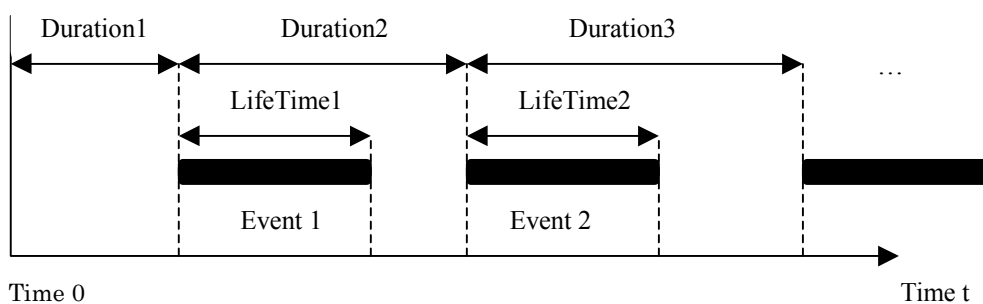 Duration1 Duration2 Duration3
…
LifeTime1 LifeTime2
Event 1 Event 2
Time 0 Time t